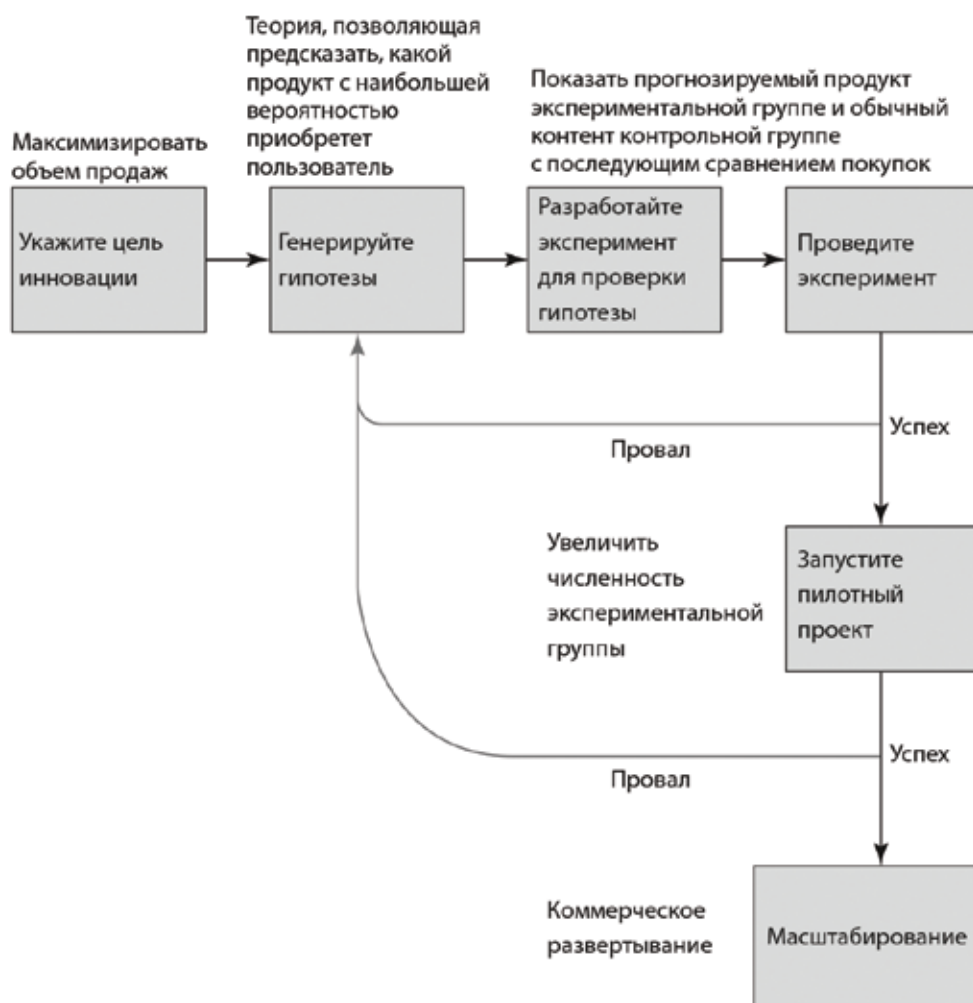 Теория, позволяющая
предсказать, какой
продукт с наибольшей
вероятностью
приобретет
пользователь
Показать прогнозируемый продукт
экспериментальной группе и обычный
контент контрольной группе
с последующим сравнением покупок
Максимизировать
объем продаж
Укажите цель
инновации
Генерируйте
гипотезы
Разработайте
эксперимент
для проверки
гипотезы
Проведите
эксперимент
Успех
Провал
Увеличить
численность
экспериментальной
группы
Запустите
пилотный
проект
Успех
Провал
Коммерческое
развертывание
Масштабирование